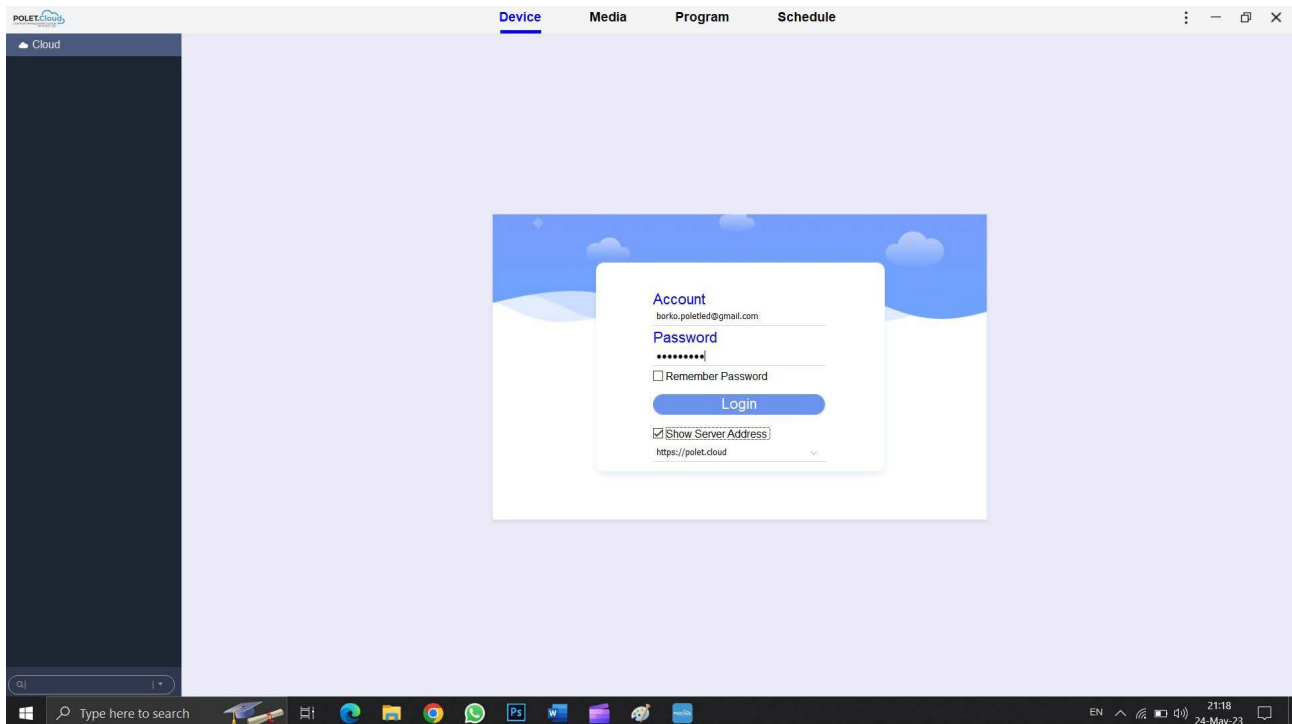 POLET.Cloud
Device Media Program Schedule
Cloud
Account
borko.poletled@gmail.com
Password
•••••••••
Remember Password
Login
Show Server Address
https://polet.cloud
Type here to search
Ps
W
EN
21:18
24-May-23